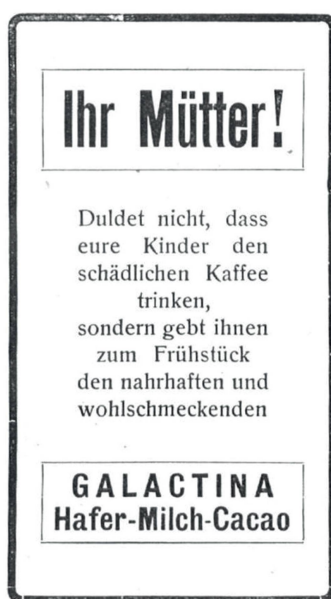 Ihr Mütter!
Duldet nicht, dass
eure Kinder den
schädlichen Kaffee
trinken,
sondern gebt ihnen
zum Frühstück
den nahrhaften und
wohlschmeckenden
GALACTINA
Hafer-Milch-Cacao